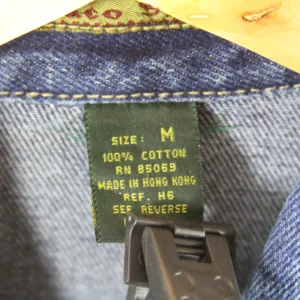 SIZE: M
100% COTTON
RN 85069
MADE IN HONG KONG
REF. H6
SEE REVERSE